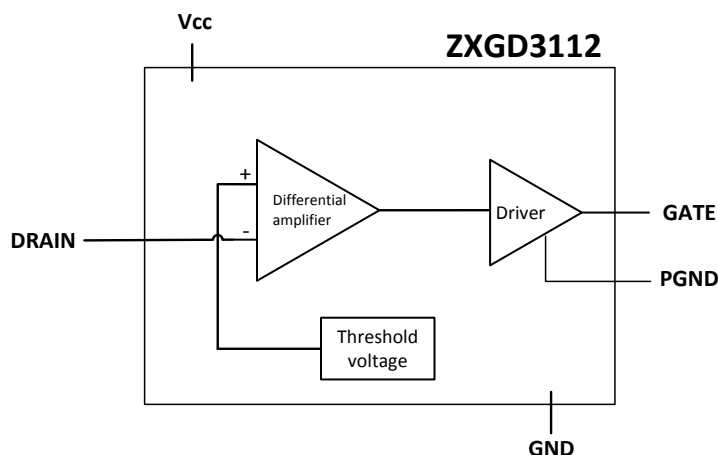 Vcc
ZXGD3112
+
Differential
amplifier
Driver
GATE
DRAIN
-
PGND
Threshold
voltage
GND